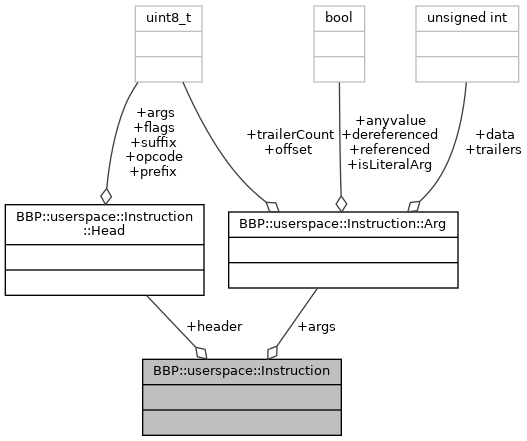 uint8_t
bool
unsigned int
+args
+flags
+suffix
+opcode
+prefix
+trailerCount
+offset
+anyvalue
+dereferenced
+referenced
+isLiteralArg
+data
+trailers
BBP::userspace::Instruction
::Head
BBP::userspace::Instruction::Arg
+header
+args
BBP::userspace::Instruction